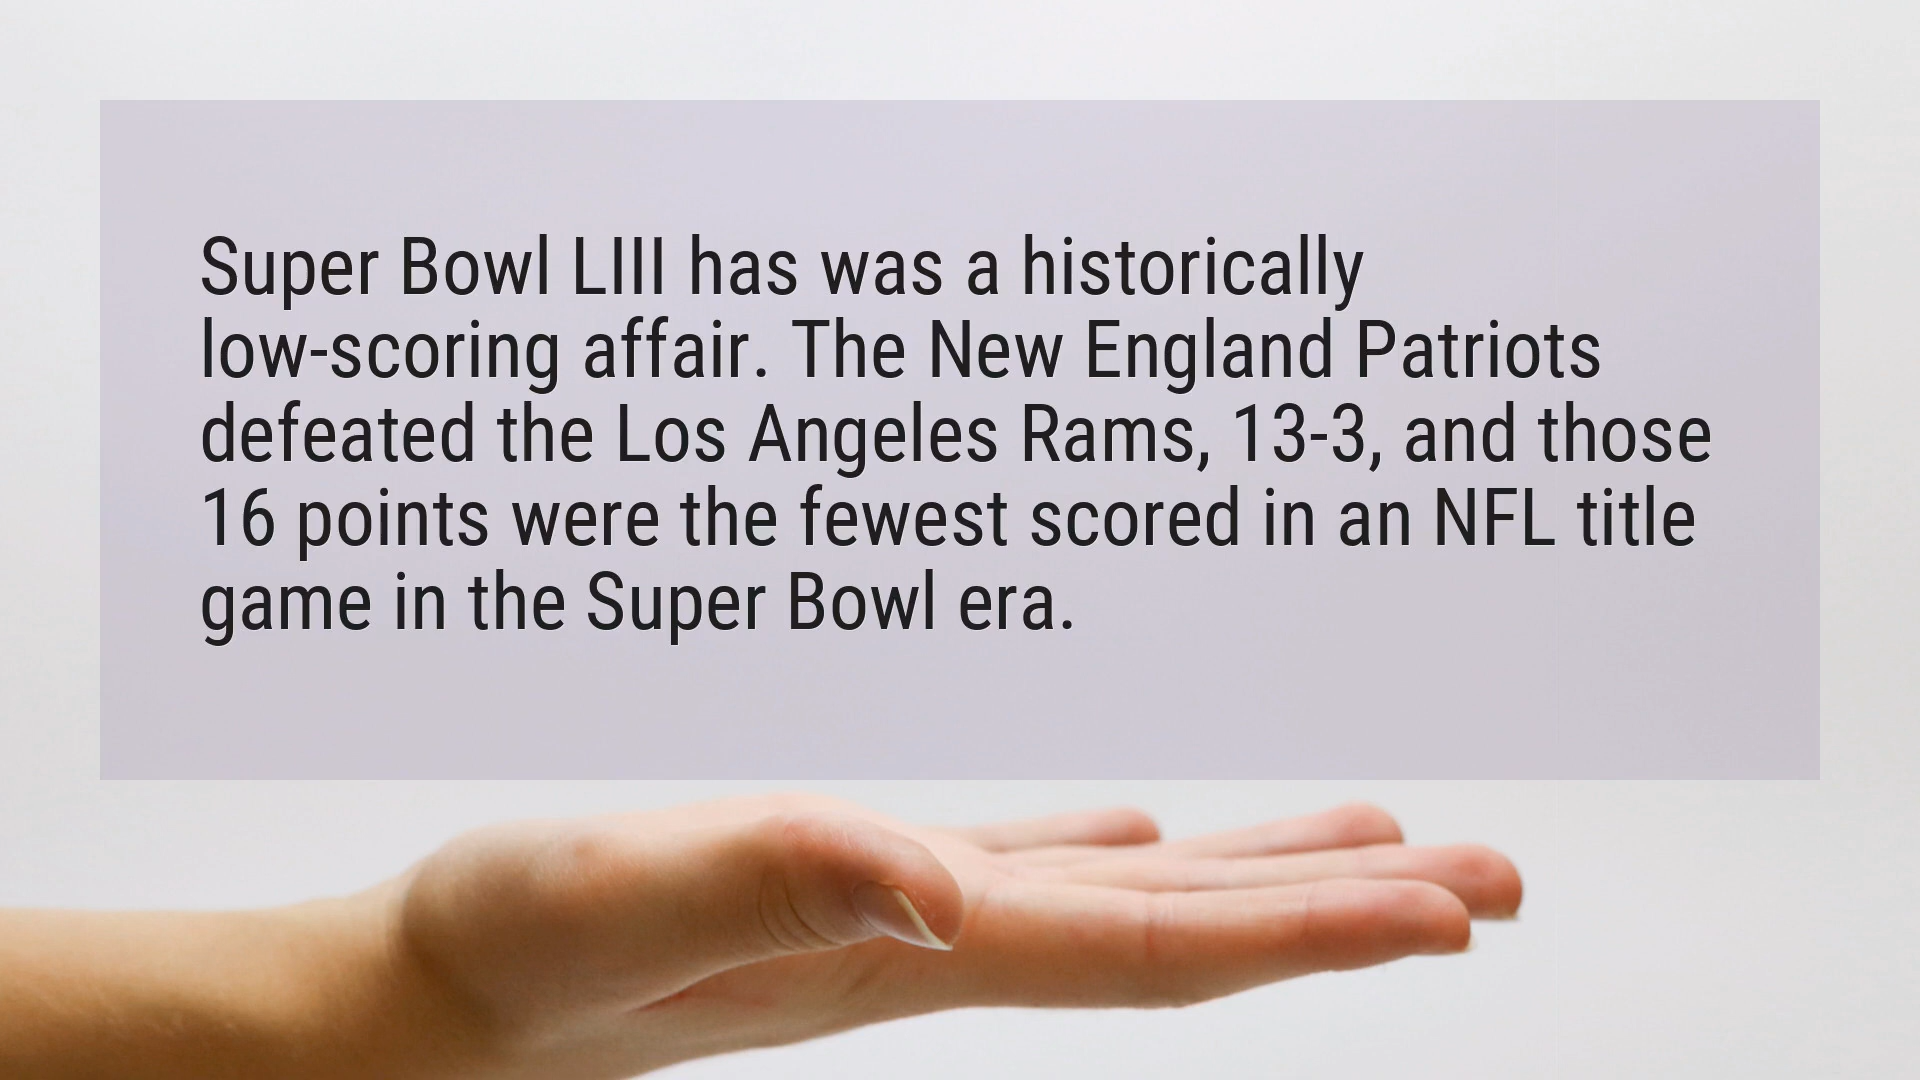 Super Bowl LIII has was a historically
low-scoring affair. The New England Patriots
defeated the Los Angeles Rams, 13-3, and those
16 points were the fewest scored in an NFL title
game in the Super Bowl era.